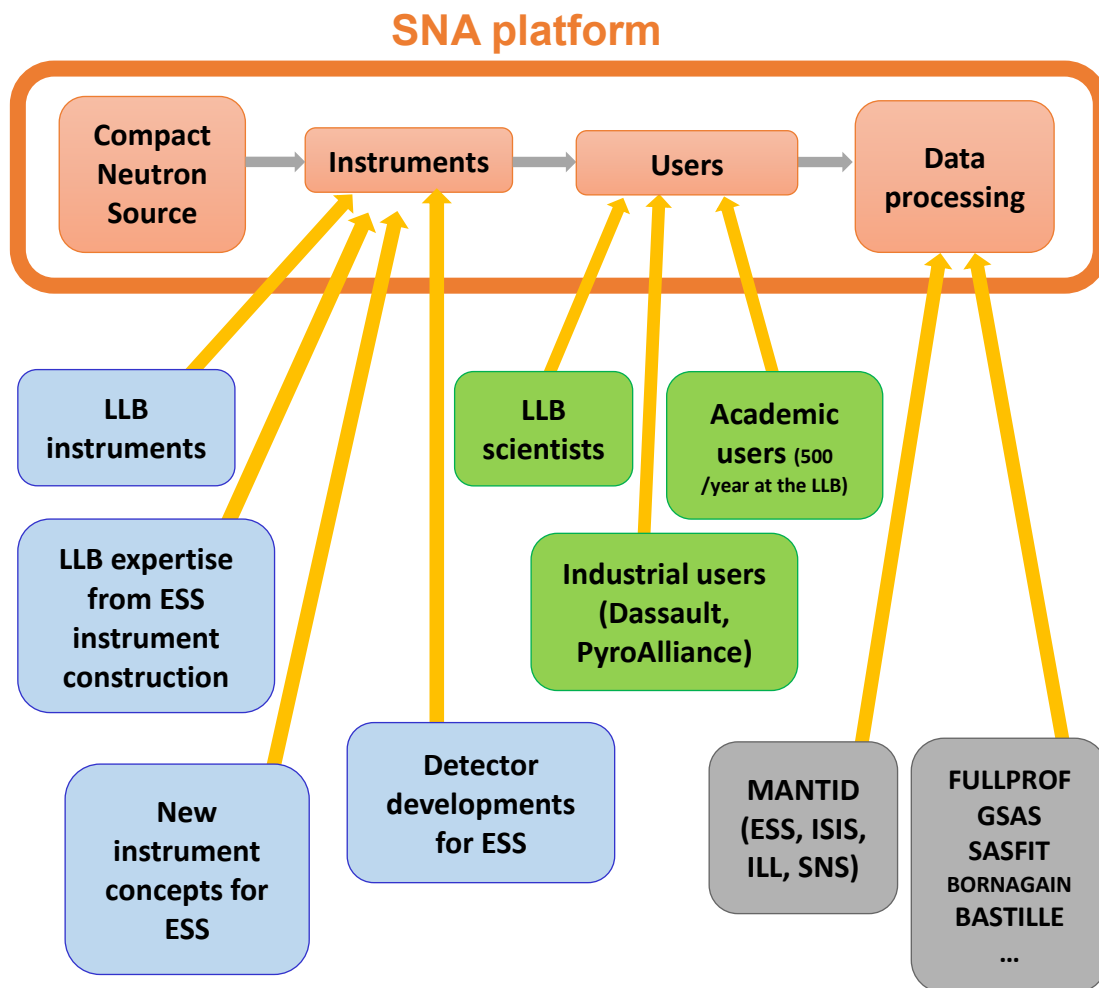 SNA platform
Compact
Neutron
Source
Instruments
Users
Data
processing
LLB
instruments
LLB
scientists
Academic
users (500
/year at the LLB)
LLB expertise
from ESS
instrument
construction
Industrial users
(Dassault,
PyroAlliance)
New
instrument
concepts for
ESS
Detector
developments
for ESS
MANTID
(ESS, ISIS,
ILL, SNS)
FULLPROF
GSAS
SASFIT
BORNAGAIN
BASTILLE
...